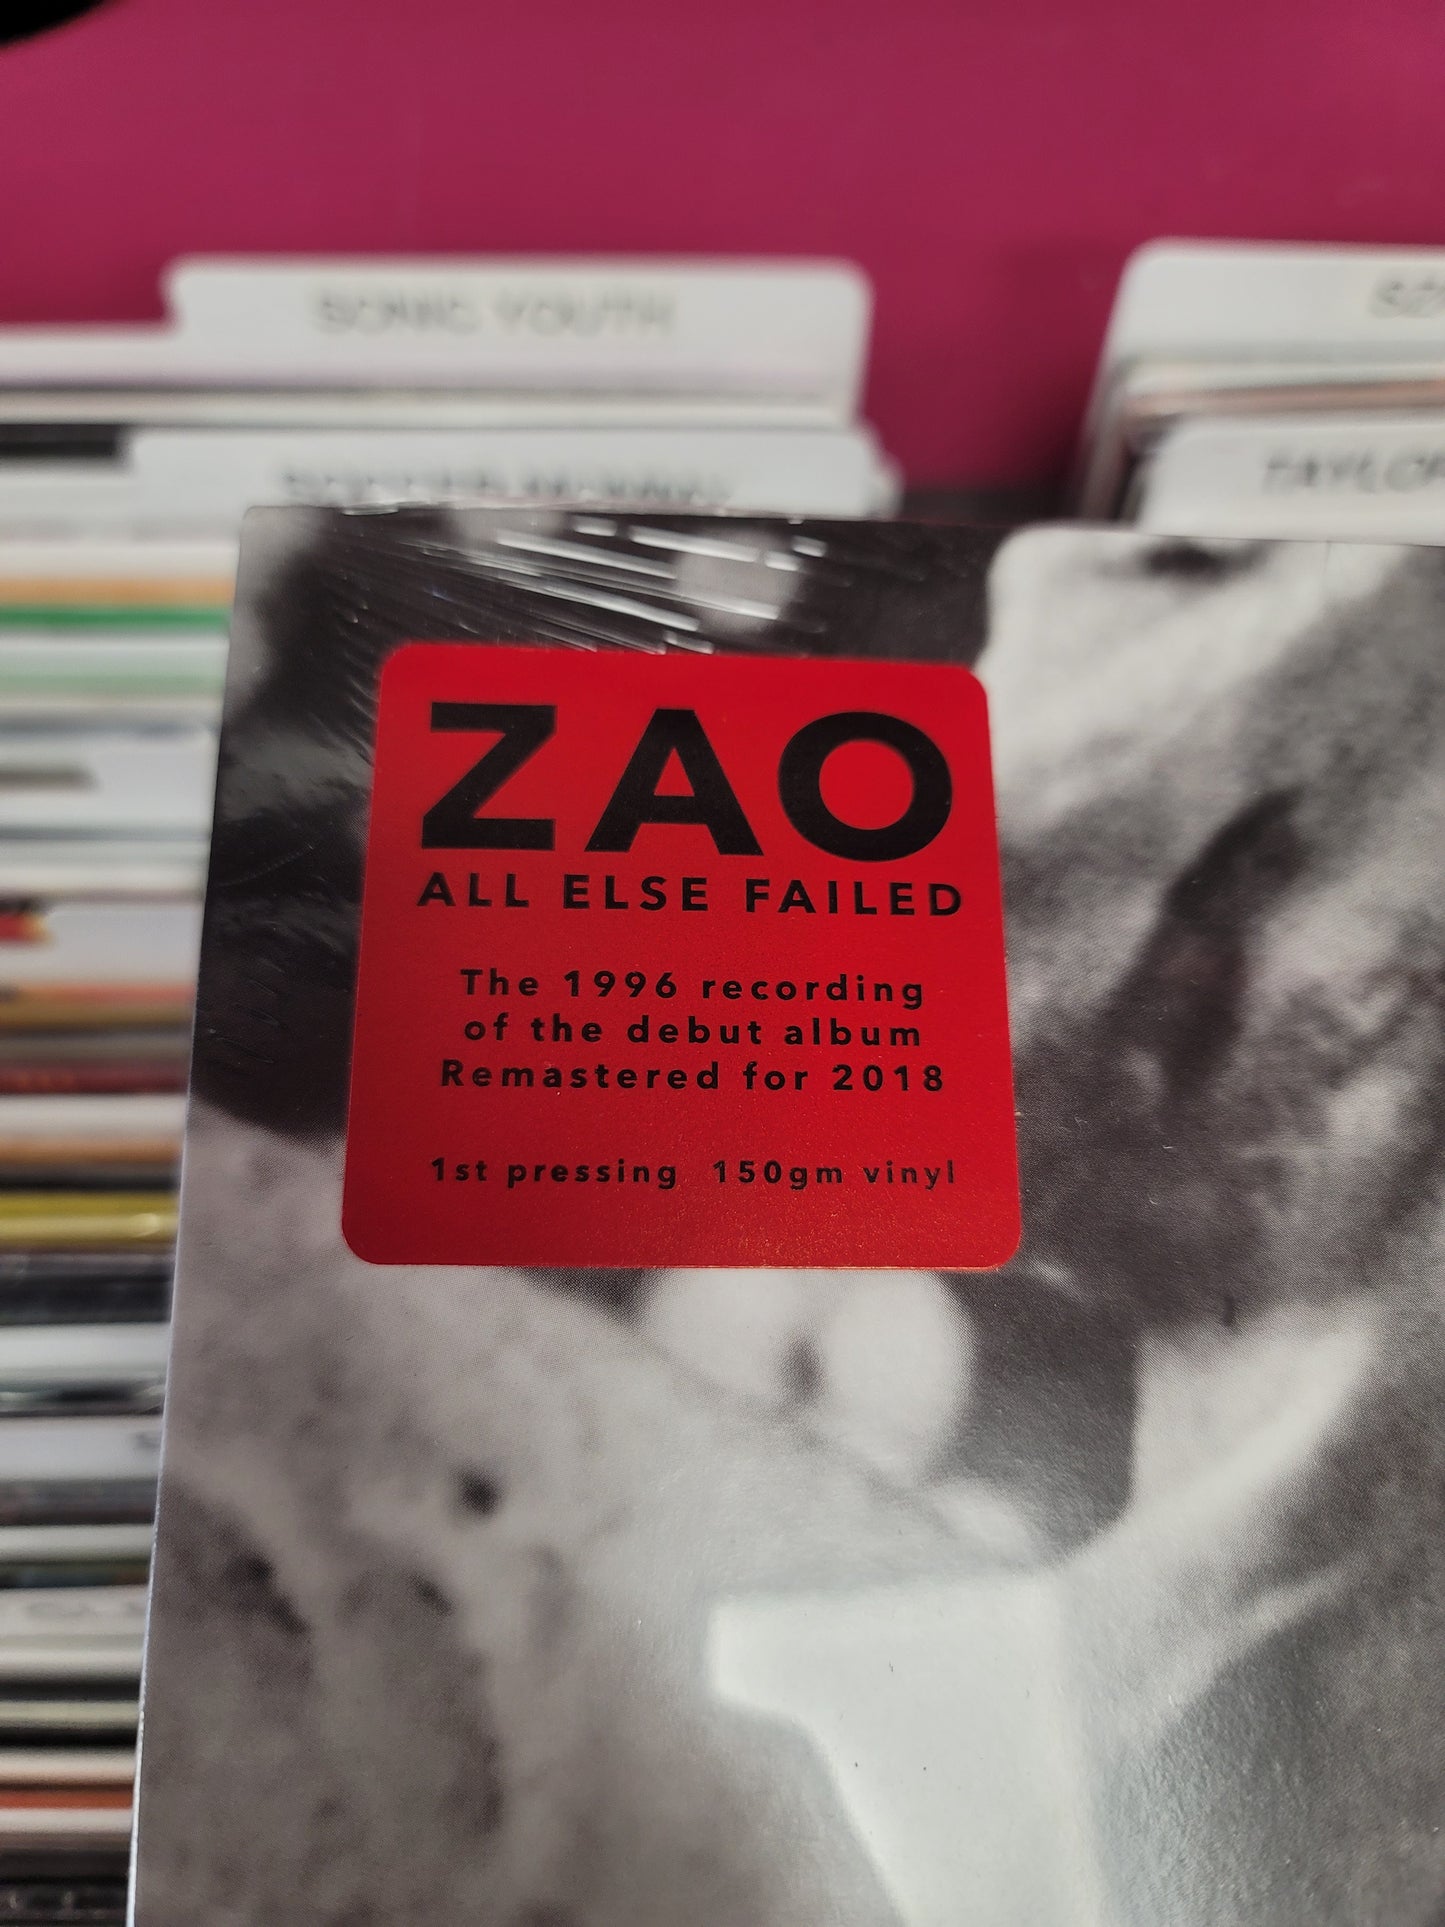 SONIC YOUTH
ZAO
ALL ELSE FAILED
The 1996 recording
of the debut album
Remastered for 2018
1st pressing 150gm vinyl